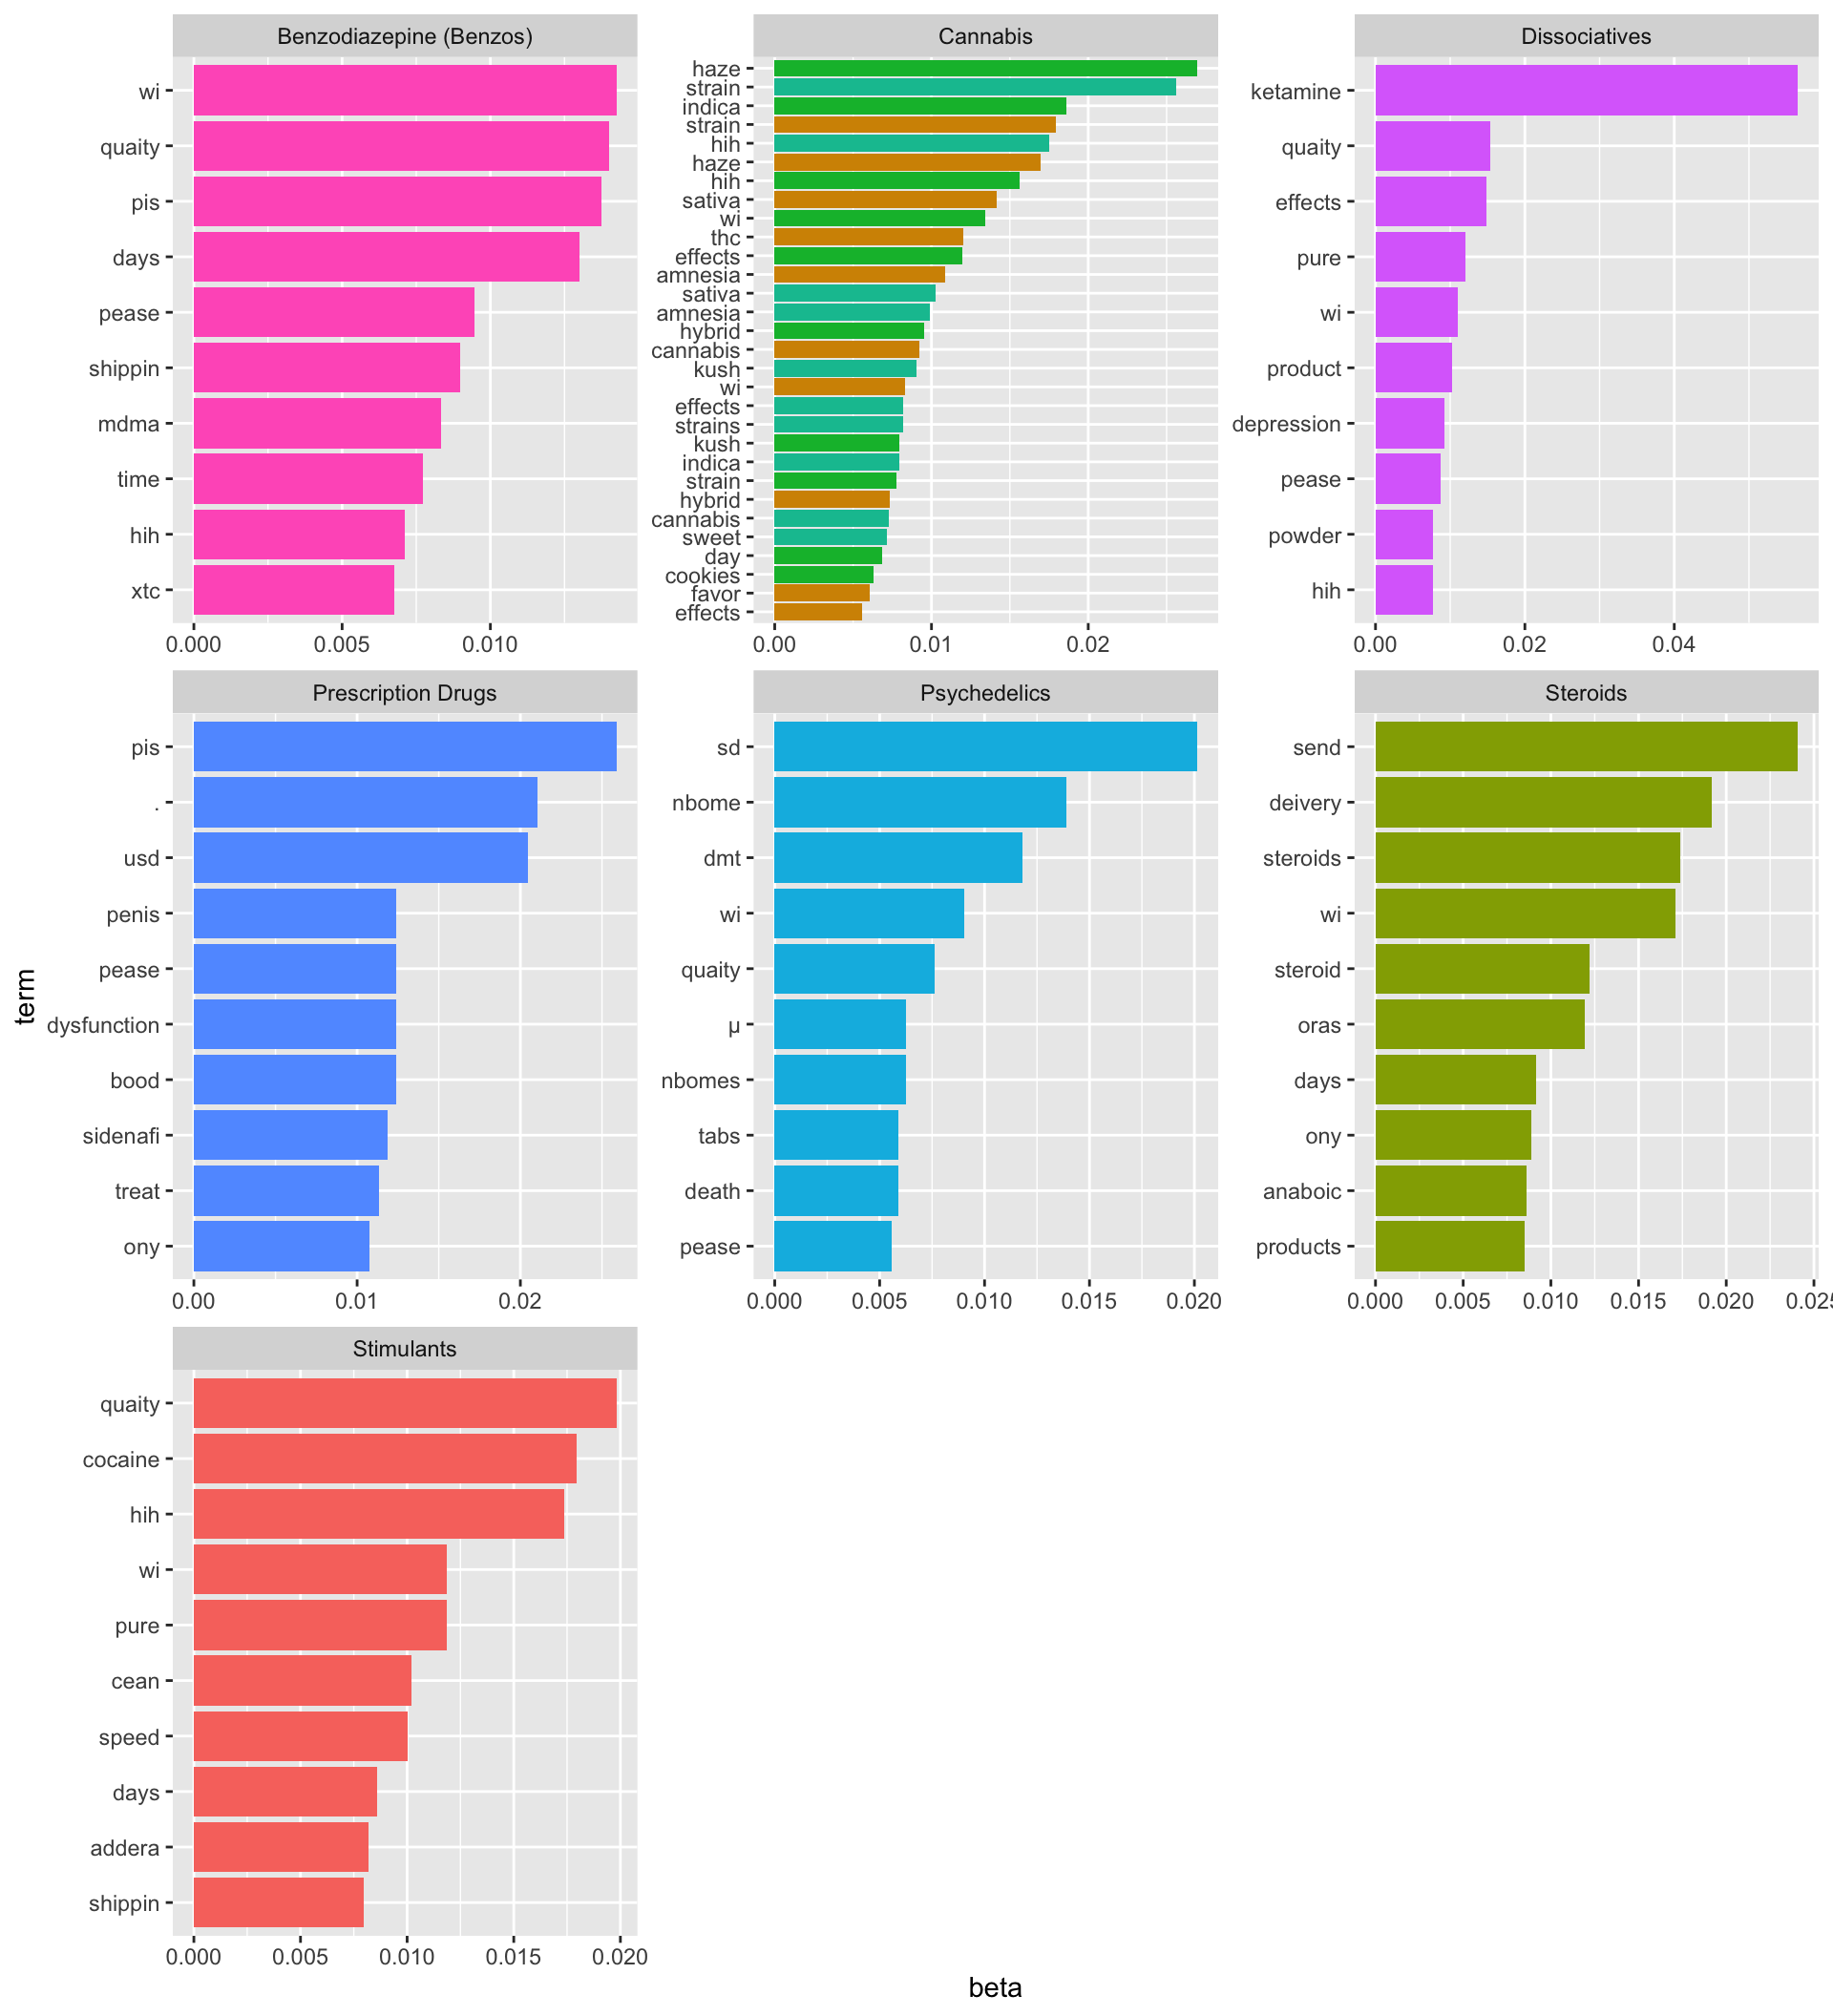 Benzodiazepine (Benzos)
wi
quaity
pis
days
pease
shippin
mdma
time
hih
xtc
0.000 0.005 0.010
Cannabis
haze
strain
indica
strain
hih
haze
hih
sativa
wi
thc
effects
amnesia
sativa
amnesia
hybrid
cannabis
kush
wi
effects
strains
kush
indica
strain
hybrid
cannabis
sweet
day
cookies
favor
effects
0.00 0.01 0.02
Dissociatives
ketamine
quaity
effects
pure
wi
product
depression
pease
powder
hih
0.00 0.02 0.04
term
Prescription Drugs
pis
.
usd
penis
pease
dysfunction
bood
sidenafi
treat
ony
0.00 0.01 0.02
Psychedelics
sd
nbome
dmt
wi
quaity
µ
nbomes
tabs
death
pease
0.000 0.005 0.010 0.015 0.020
Steroids
send
deivery
steroids
wi
steroid
oras
days
ony
anaboic
products
0.000 0.005 0.010 0.015 0.020 0.025
Stimulants
quaity
cocaine
hih
wi
pure
cean
speed
days
addera
shippin
0.000 0.005 0.010 0.015 0.020
beta